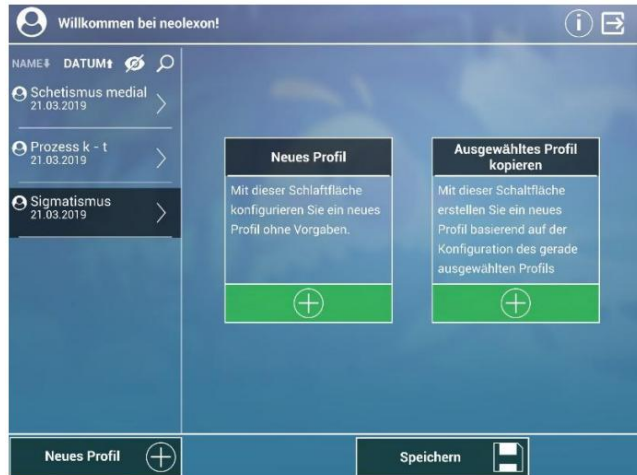 Willkommen bei neolexon!
NAME DATUM
Schetismus medial
21.03.2019
Prozess k - t
21.03.2019
Sigmatismus
21.03.2019
Neues Profil
Mit dieser Schlaftfläche
konfigurieren Sie ein neues
Profil ohne Vorgaben.
Ausgewähltes Profil
kopieren
Mit dieser Schaltfläche
erstellen Sie ein neues
Profil basierend auf der
Konfiguration des gerade
ausgewählten Profils
Neues Profil
Speichern